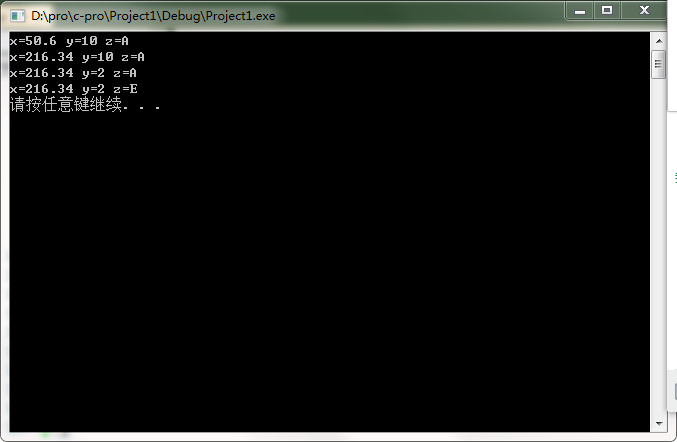 D:\pro\c-pro\Project1\Debug\Project1.exe
x=50.6 y=10 z=A
x=216.34 y=10 z=A
x=216.34 y=2 z=A
x=216.34 y=2 z=E
请按任意键继续. . .